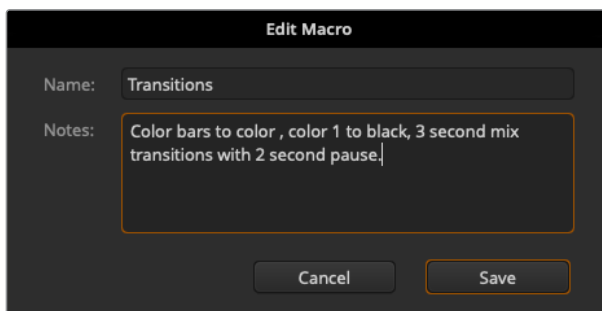 Edit Macro
Name: Transitions
Notes: Color bars to color , color 1 to black, 3 second mix
transitions with 2 second pause.
Cancel Save